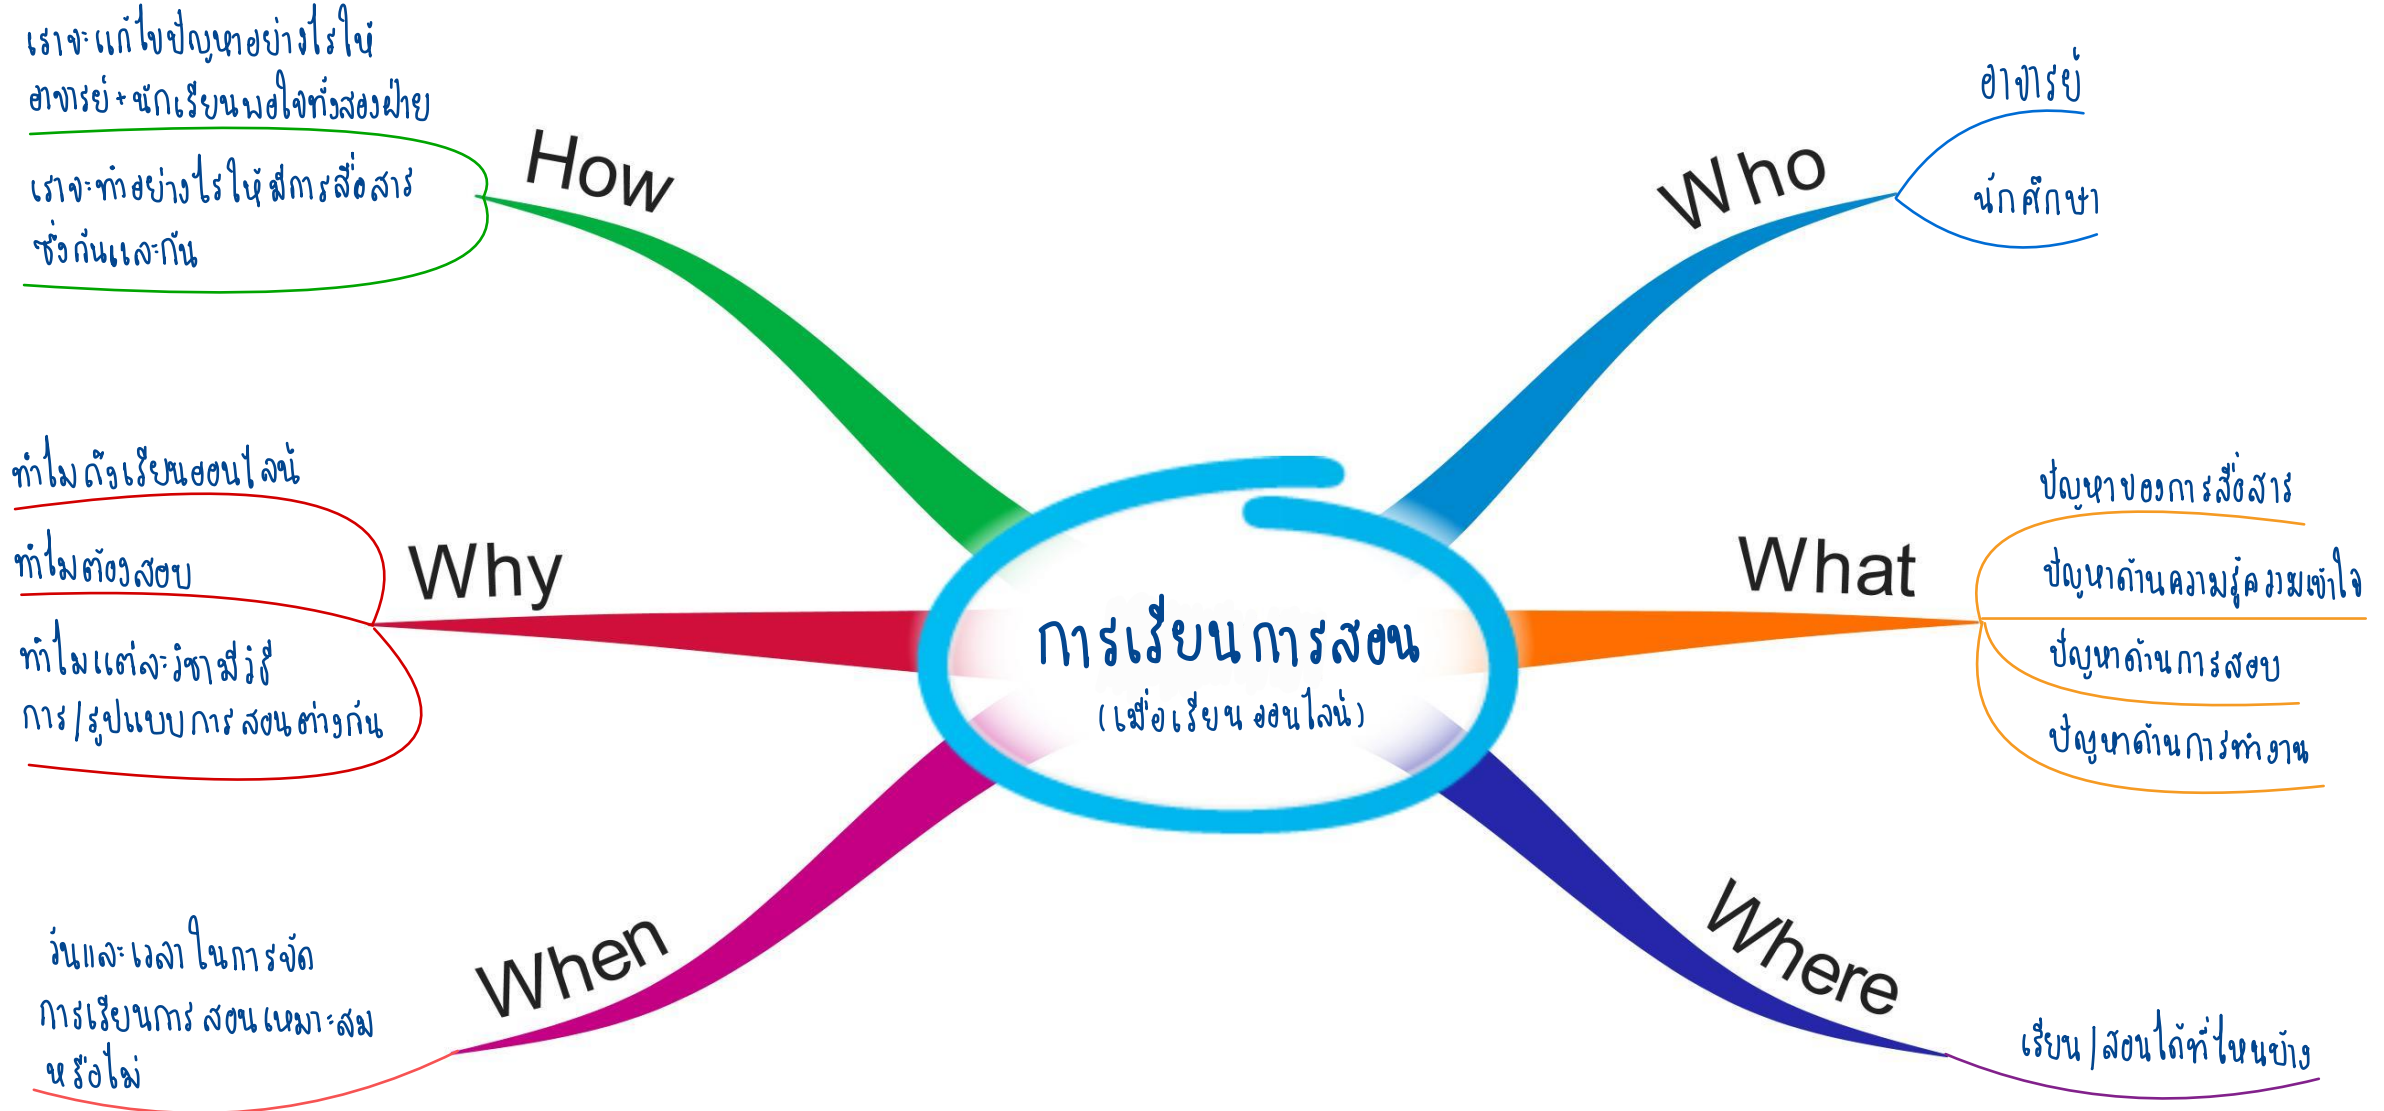 การเรียนการสอน
(เมื่อเรียนออนไลน์)
Who
อาจารย์
นักศึกษา
What
ปัญหาของการสื่อสาร
ปัญหาด้านความรู้ความเข้าใจ
ปัญหาด้านการสอบ
ปัญหาด้านการทำงาน
Where
เรียน/สอนได้ที่ไหนบ้าง
When
วันและเวลาในการจัด
การเรียนการสอนเหมาะสม
หรือไม่
Why
ทำไมถึงเรียนออนไลน์
ทำไมต้องสอบ
ทำไมแต่ละวิชามีวิธี
การ/รูปแบบการสอนต่างกัน
How
เราจะแก้ไขปัญหาอย่างไรให้
อาจารย์+นักเรียนพอใจทั้งสองฝ่าย
เราจะทำอย่างไรให้มีการสื่อสาร
ซึ่งกันและกัน